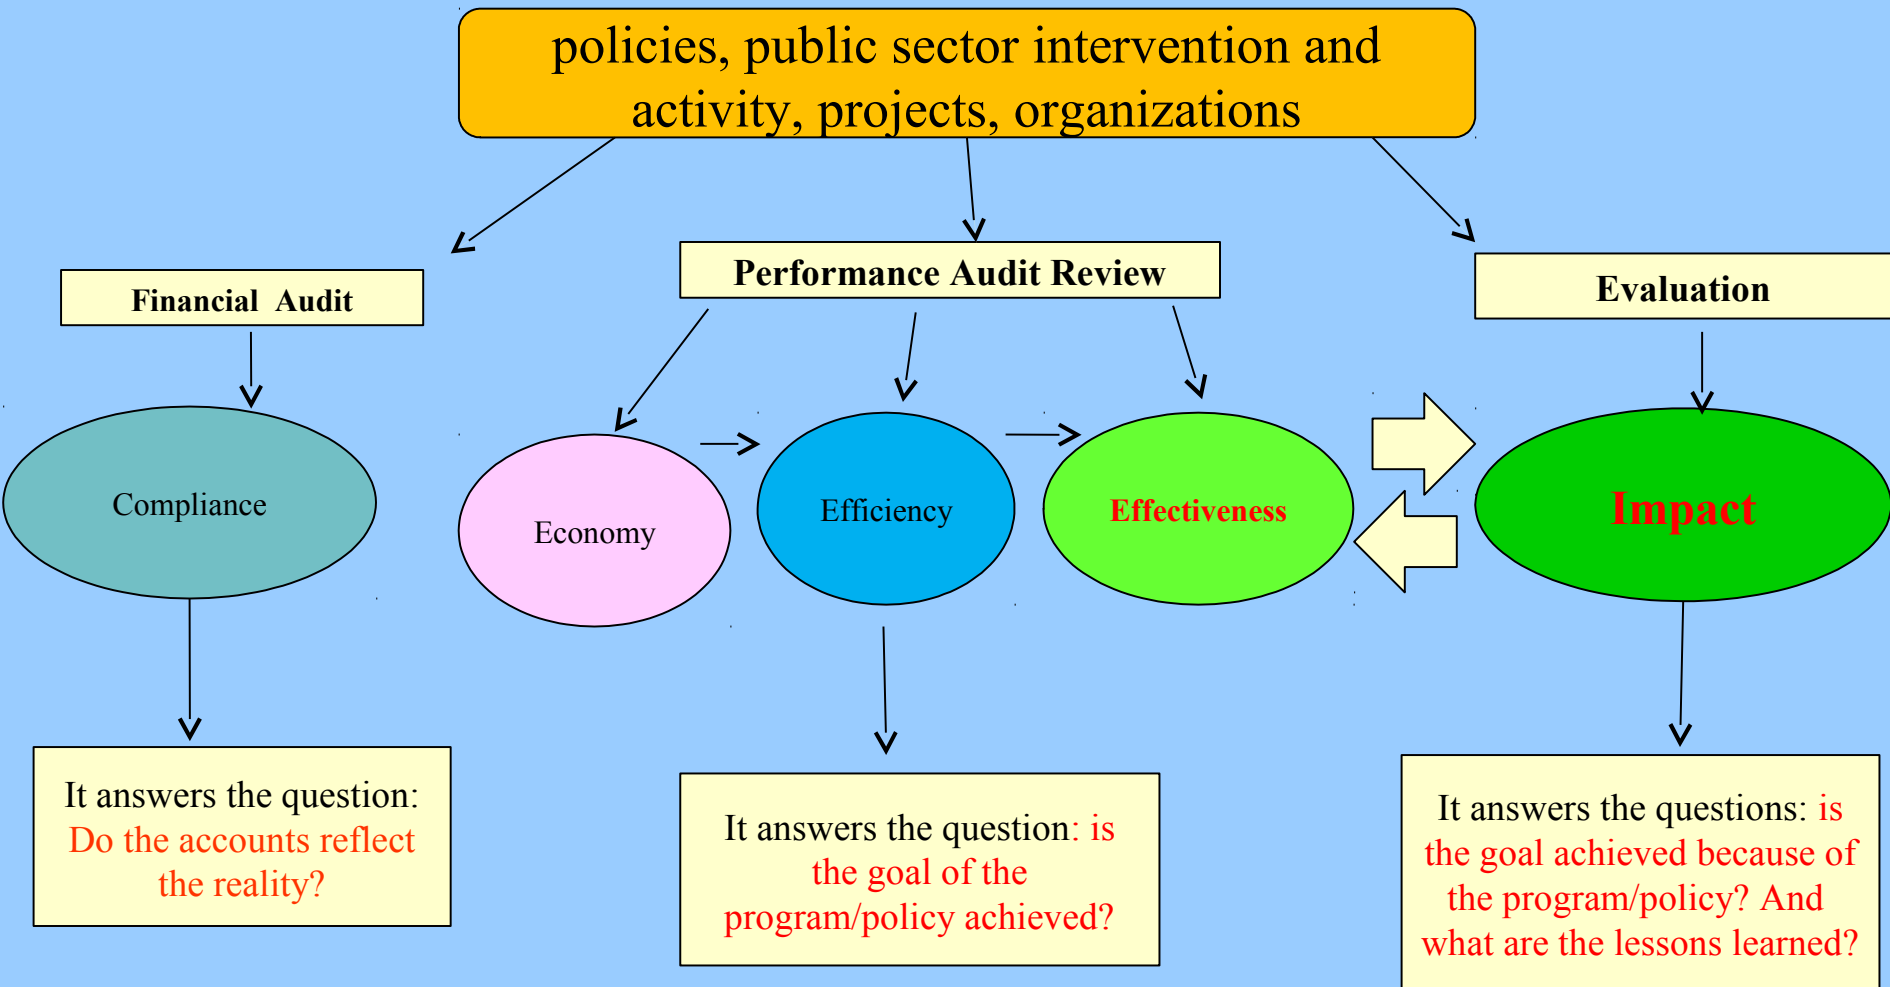 policies, public sector intervention and
activity, projects, organizations
Financial Audit
Performance Audit Review
Evaluation
Compliance
Economy
Efficiency
Effectiveness
Impact
It answers the question:
Do the accounts reflect
the reality?
It answers the question: is
the goal of the
program/policy achieved?
It answers the questions: is
the goal achieved because of
the program/policy? And
what are the lessons learned?